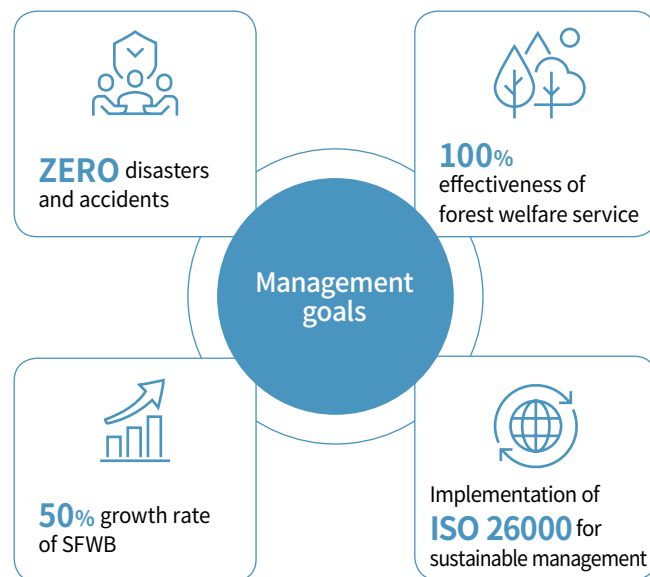 ZERO disasters
and accidents
100%
effectiveness of
forest welfare service
Management
goals
50% growth rate
of SFWB
Implementation of
ISO 26000 for
sustainable management